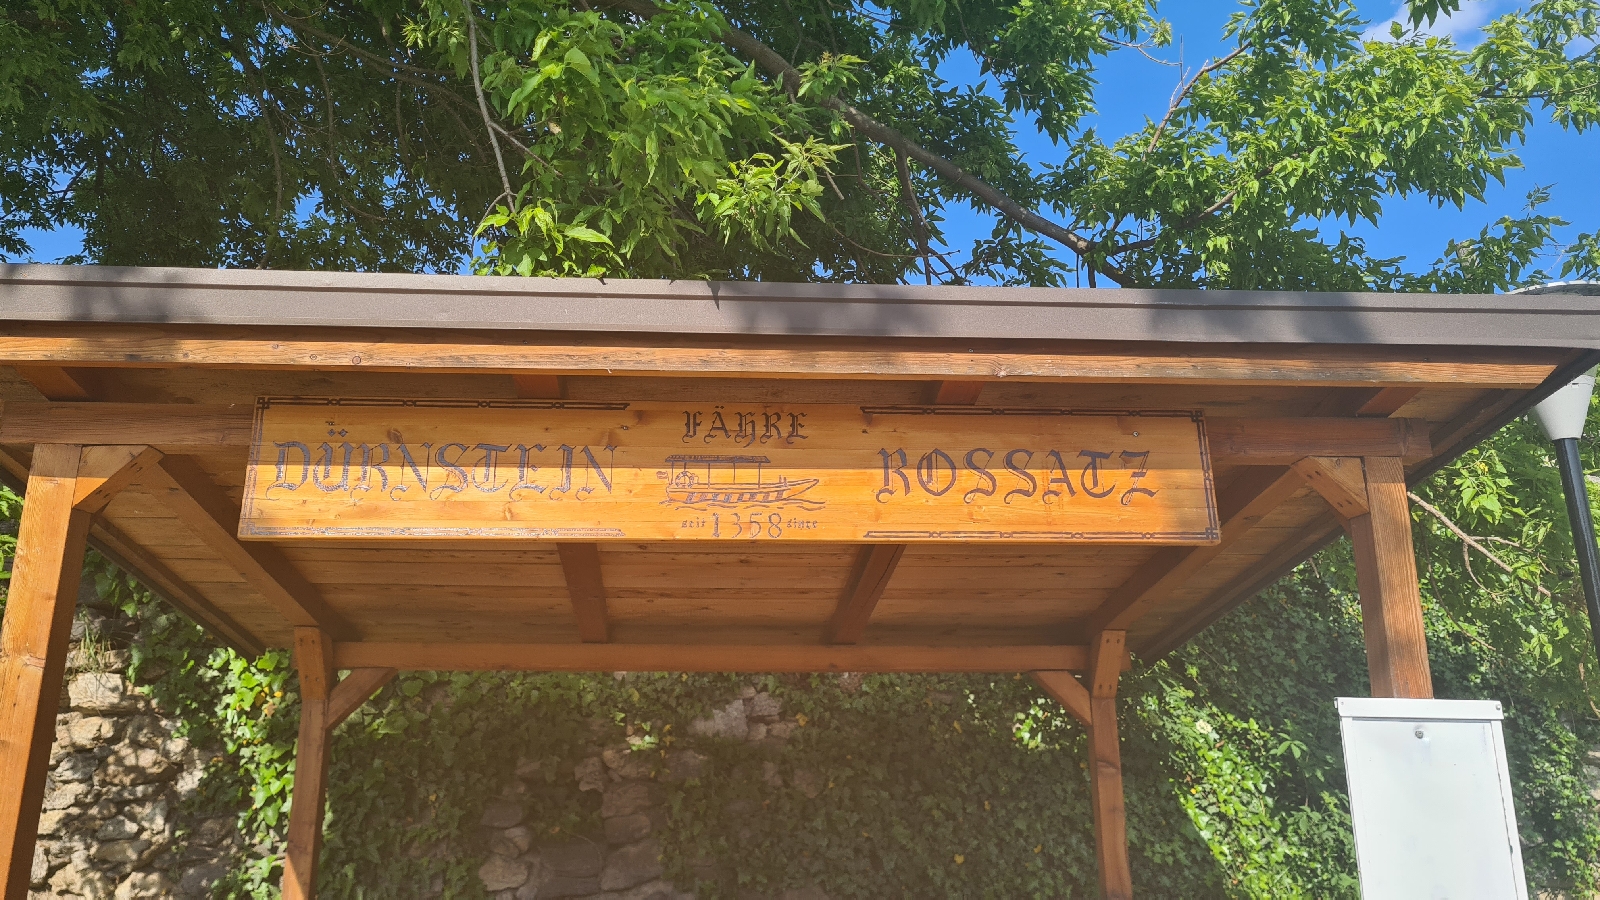 FÄHRE
DÜRNSTEIN ROSSATZ
seit 1358 since